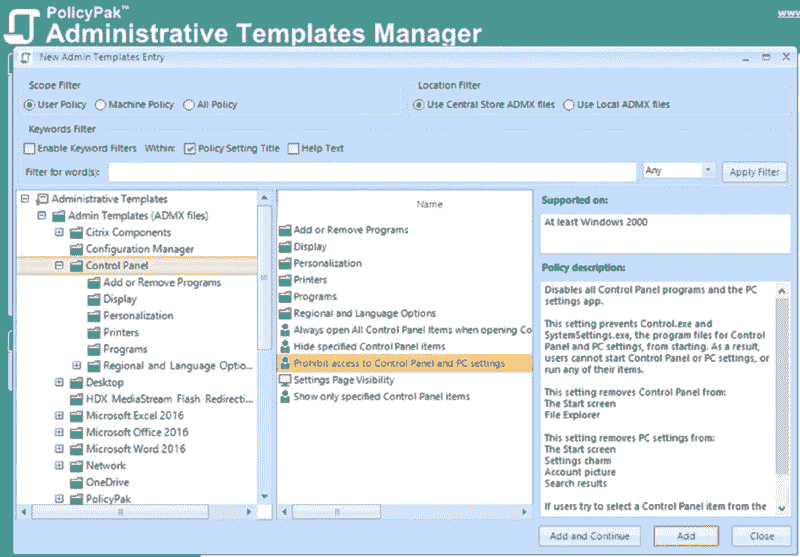 PolicyPak™
Administrative Templates Manager
www
New Admin Templates Entry
Scope Filter
User Policy
Machine Policy
All Policy
Location Filter
Use Central Store ADMX files
Use Local ADMX files
Keywords Filter
Enable Keyword Filters
Within:
Policy Setting Title
Help Text
Filter for word(s):
Any
Apply Filter
Administrative Templates
Admin Templates (ADMX files)
Citrix Components
Configuration Manager
Control Panel
Add or Remove Programs
Display
Personalization
Printers
Programs
Regional and Language Optio...
Desktop
HDX MediaStream Flash Redirecti...
Microsoft Excel 2016
Microsoft Office 2016
Microsoft Word 2016
Network
OneDrive
PolicyPak
Name
Add or Remove Programs
Display
Personalization
Printers
Programs
Regional and Language Options
Always open All Control Panel Items when opening Co
Hide specified Control Panel items
Prohibit access to Control Panel and PC settings
Settings Page Visibility
Show only specified Control Panel items
Supported on:
At least Windows 2000
Policy description:
Disables all Control Panel programs and the PC
settings app.
This setting prevents Control.exe and
SystemSettings.exe, the program files for Control
Panel and PC settings, from starting. As a result,
users cannot start Control Panel or PC settings, or
run any of their items.
This setting removes Control Panel from:
The Start screen
File Explorer
This setting removes PC settings from:
The Start screen
Settings charm
Account picture
Search results
If users try to select a Control Panel item from the
Add and Continue
Add
Close